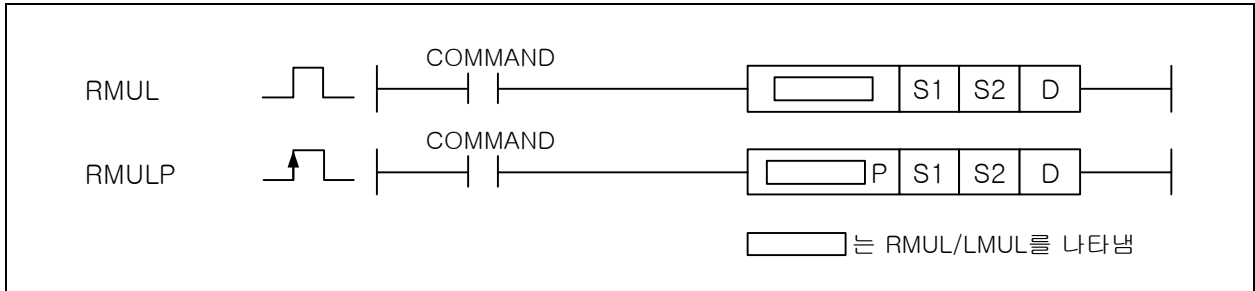 COMMAND
RMUL S1 S2 D
COMMAND
RMULP P S1 S2 D
는 RMUL/LMUL를 나타냄